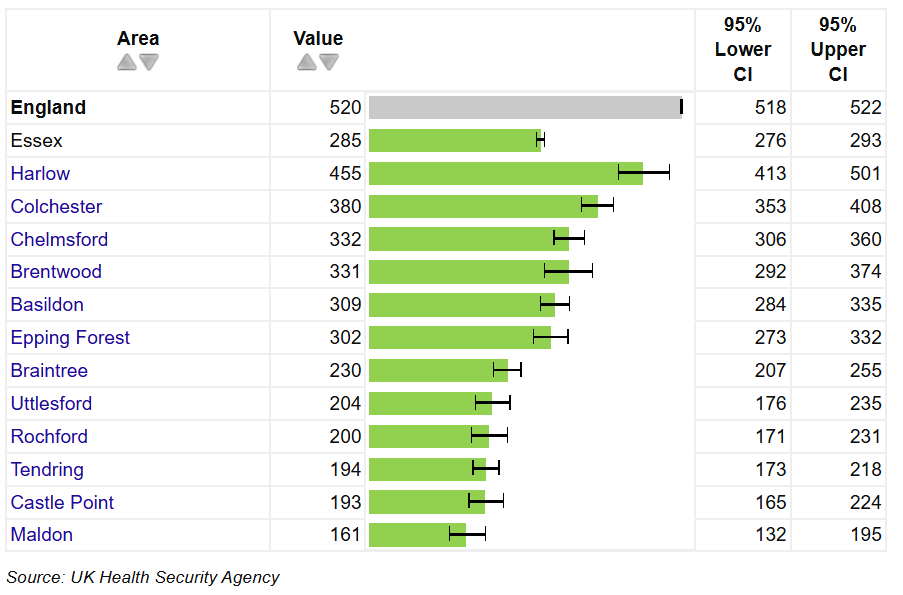 Area Value 95% Lower CI 95% Upper CI
England 520 518 522
Essex 285 276 293
Harlow 455 413 501
Colchester 380 353 408
Chelmsford 332 306 360
Brentwood 331 292 374
Basildon 309 284 335
Epping Forest 302 273 332
Braintree 230 207 255
Uttlesford 204 176 235
Rochford 200 171 231
Tendring 194 173 218
Castle Point 193 165 224
Maldon 161 132 195
Source: UK Health Security Agency